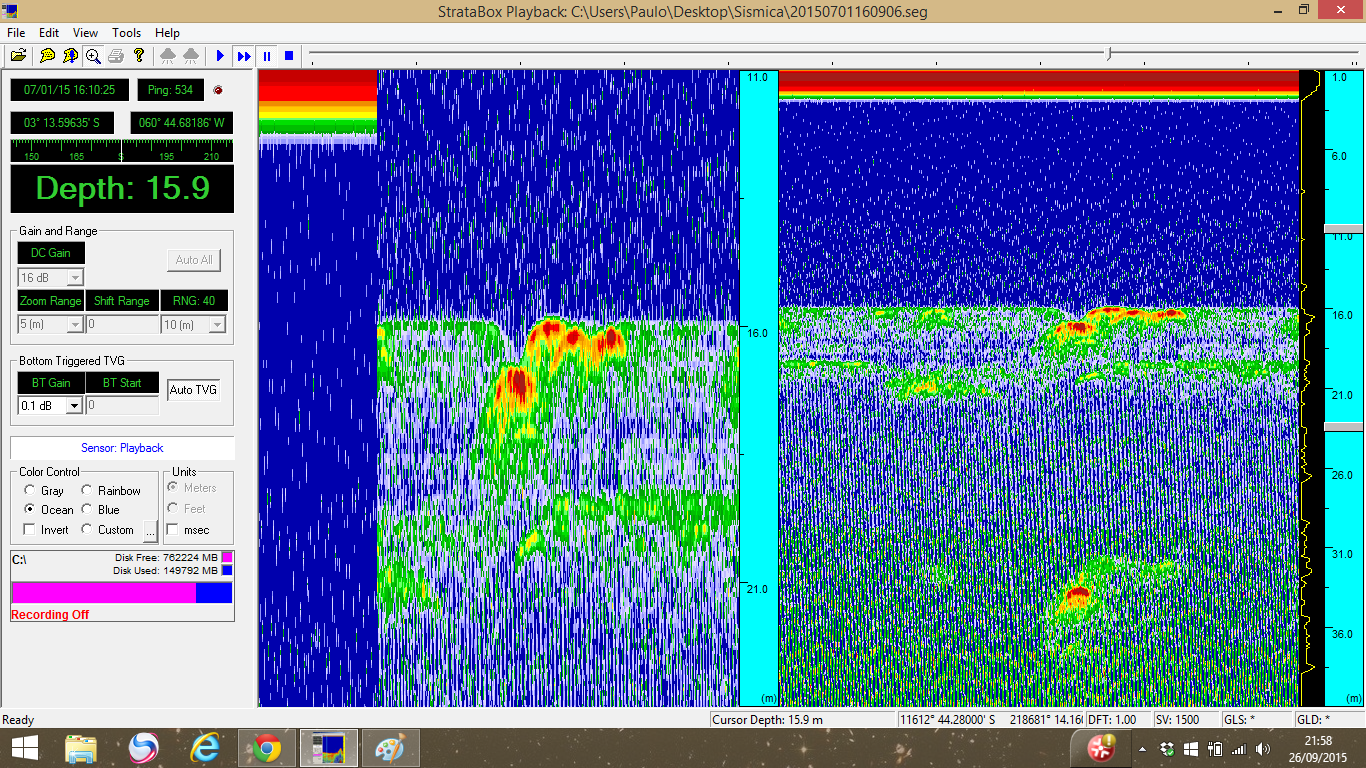 StrataBox Playback: C:\Users\Paulo\Desktop\Sismica\20150701160906.seg
File Edit View Tools Help
07/01/15 16:10:25 Ping: 534
03° 13.59635' S 060° 44.68186' W
150 165 S 195 210
Depth: 15.9
Gain and Range
DC Gain Auto All
16 dB
Zoom Range Shift Range RNG: 40
5 (m) 0 10 (m)
Bottom Triggered TVG
BT Gain BT Start Auto TVG
0.1 dB 0
Sensor: Playback
Color Control Units
Gray Rainbow Meters
Ocean Blue Feet
Invert Custom ... msec
C:\ Disk Free: 762224 MB
Disk Used: 149792 MB
Recording Off
11.0
16.0
21.0
(m)
1.0
6.0
11.0
16.0
21.0
26.0
31.0
36.0
(m)
Ready Cursor Depth: 15.9 m 11612° 44.28000' S 218681° 14.16 DFT: 1.00 SV: 1500 GLS: * GLD: *
21:58
26/09/2015